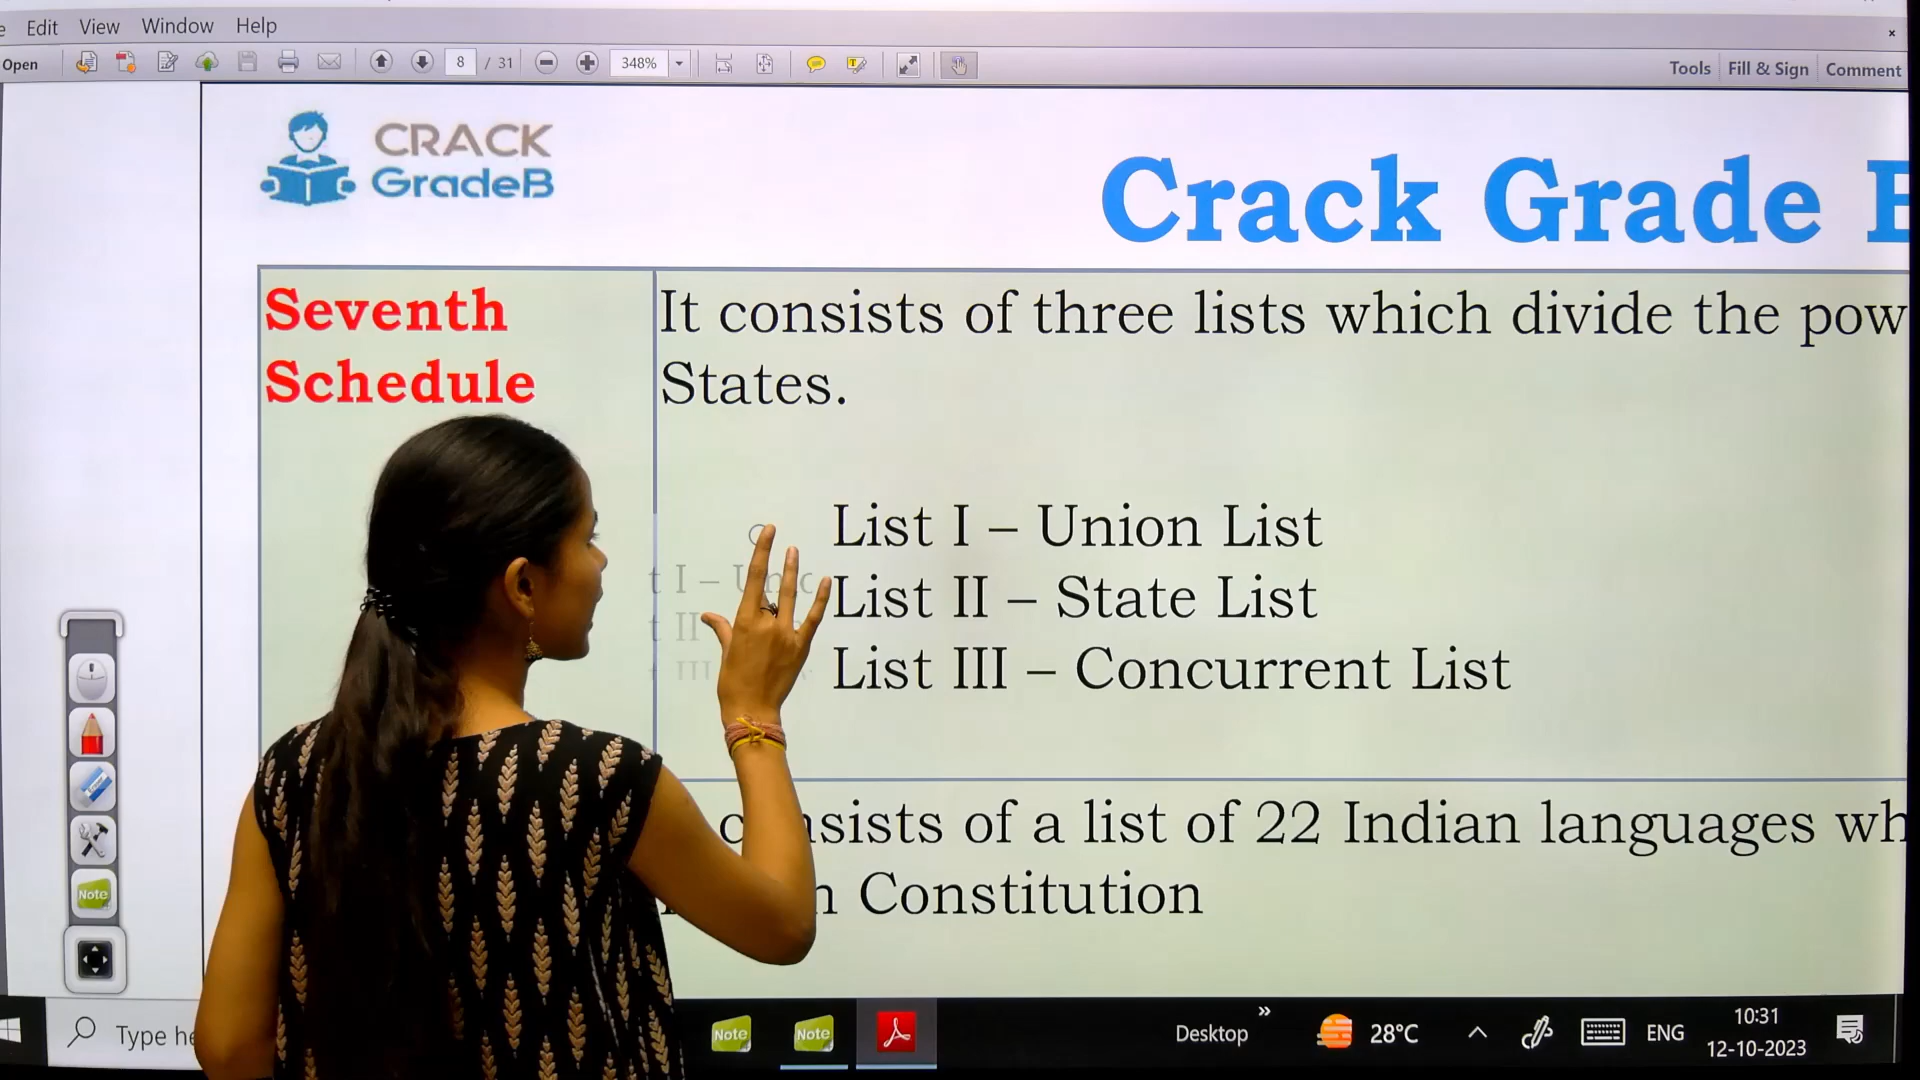 Edit View Window Help
Open 8 / 31 348% Tools Fill & Sign Comment
CRACK
GradeB
Crack Grade
Seventh
Schedule
It consists of three lists which divide the pow
States.
List I – Union List
List II – State List
List III – Concurrent List
t I –
t II
t III
sists of a list of 22 Indian languages wh
n Constitution
Note
Type he
Note Note Desktop » 28°C ENG
10:31
12-10-2023